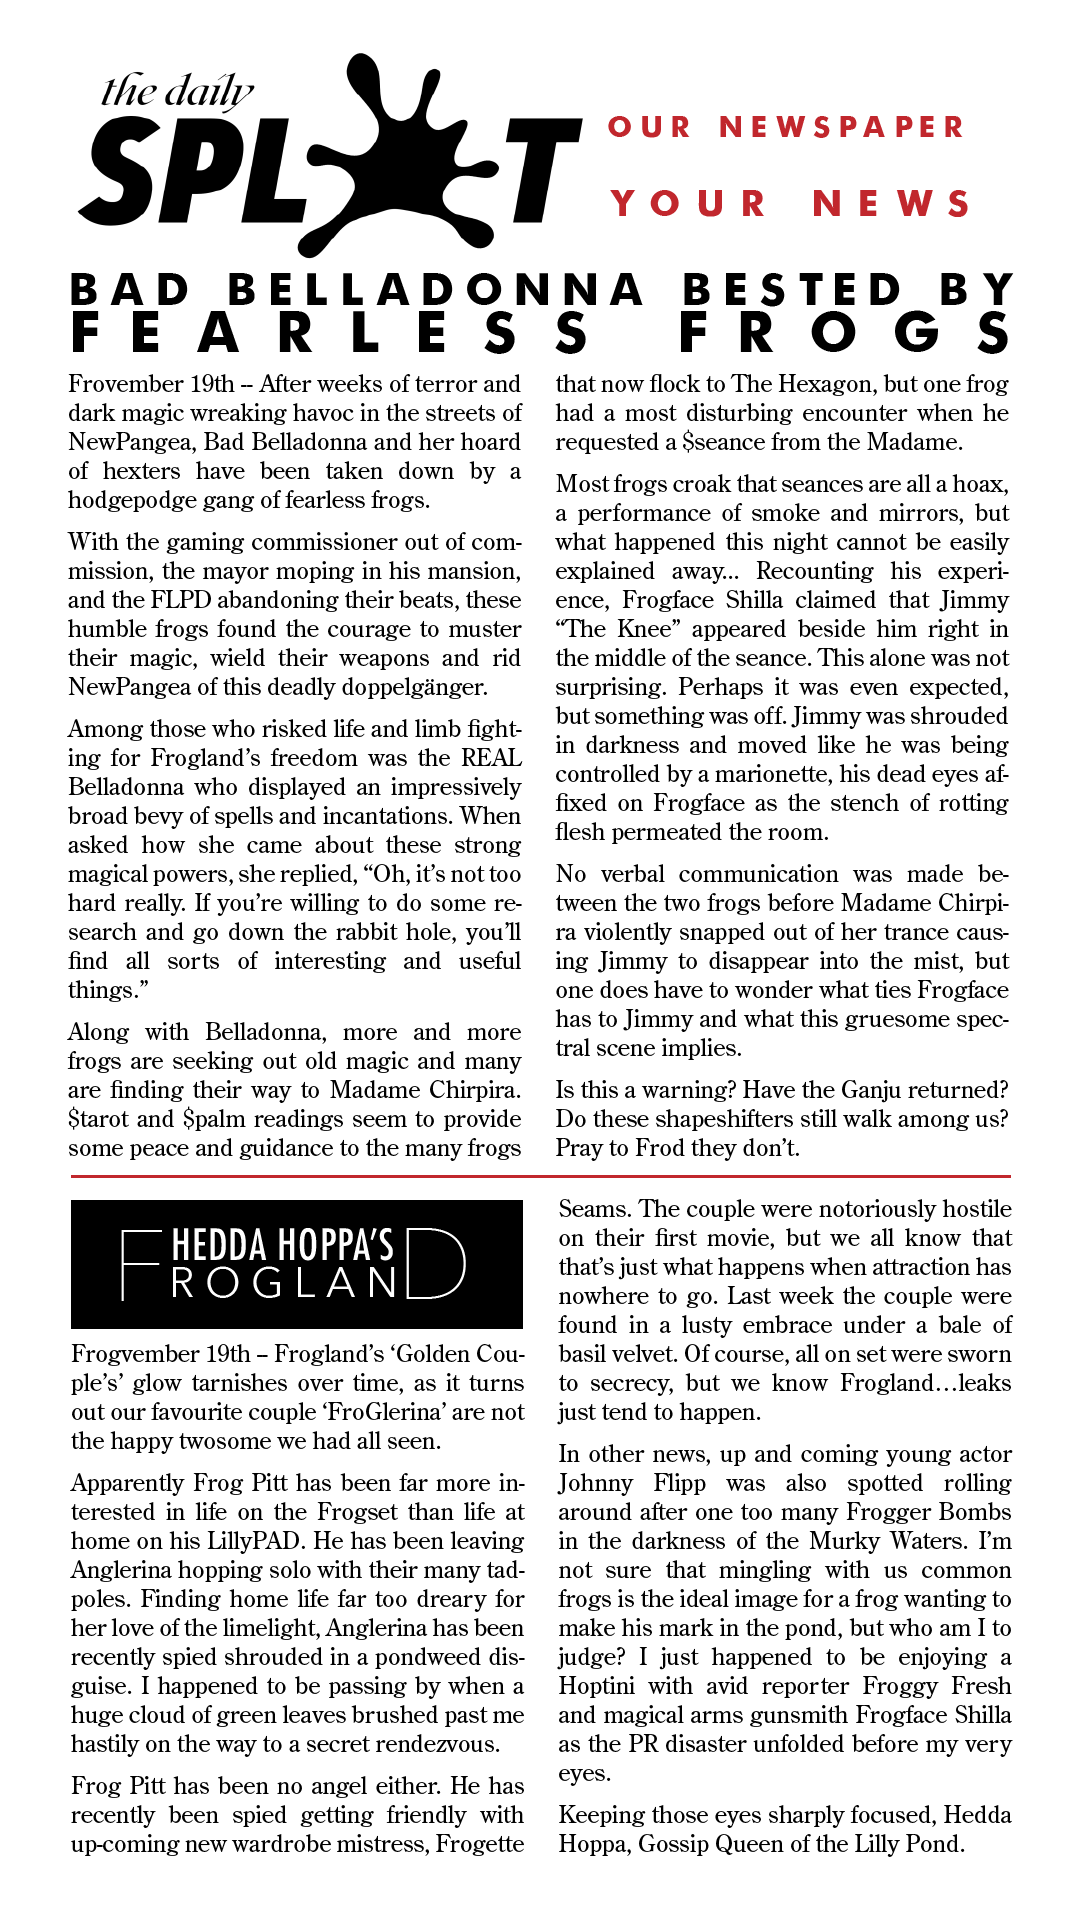 the daily
SPLOT
OUR NEWSPAPER
YOUR NEWS
BAD BELLADONNA BESTED BY
FEARLESS FROGS
Frovember 19th – After weeks of terror and
dark magic wreaking havoc in the streets of
NewPangea, Bad Belladonna and her hoard
of hexters have been taken down by a
hodgepodge gang of fearless frogs.
With the gaming commissioner out of com-
mission, the mayor moping in his mansion,
and the FLPD abandoning their beats, these
humble frogs found the courage to muster
their magic, wield their weapons and rid
NewPangea of this deadly doppelgänger.
Among those who risked life and limb fight-
ing for Frogland’s freedom was the REAL
Belladonna who displayed an impressively
broad bevy of spells and incantations. When
asked how she came about these strong
magical powers, she replied, “Oh, it’s not too
hard really. If you’re willing to do some re-
search and go down the rabbit hole, you’ll
find all sorts of interesting and useful
things.”
Along with Belladonna, more and more
frogs are seeking out old magic and many
are finding their way to Madame Chirpira.
$tarot and $palm readings seem to provide
some peace and guidance to the many frogs
that now flock to The Hexagon, but one frog
had a most disturbing encounter when he
requested a $seance from the Madame.
Most frogs croak that seances are all a hoax,
a performance of smoke and mirrors, but
what happened this night cannot be easily
explained away... Recounting his experi-
ence, Frogface Shilla claimed that Jimmy
“The Knee” appeared beside him right in
the middle of the seance. This alone was not
surprising. Perhaps it was even expected,
but something was off. Jimmy was shrouded
in darkness and moved like he was being
controlled by a marionette, his dead eyes af-
fixed on Frogface as the stench of rotting
flesh permeated the room.
No verbal communication was made be-
tween the two frogs before Madame Chirpi-
ra violently snapped out of her trance caus-
ing Jimmy to disappear into the mist, but
one does have to wonder what ties Frogface
has to Jimmy and what this gruesome spec-
tral scene implies.
Is this a warning? Have the Ganju returned?
Do these shapeshifters still walk among us?
Pray to Frod they don’t.
HEDDA HOPPA’S
FROGLAND
Frogvember 19th – Frogland’s ‘Golden Cou-
ple’s’ glow tarnishes over time, as it turns
out our favourite couple ‘FroGlerina’ are not
the happy twosome we had all seen.
Apparently Frog Pitt has been far more in-
terested in life on the Frogset than life at
home on his LillyPAD. He has been leaving
Anglerina hopping solo with their many tad-
poles. Finding home life far too dreary for
her love of the limelight, Anglerina has been
recently spied shrouded in a pondweed dis-
guise. I happened to be passing by when a
huge cloud of green leaves brushed past me
hastily on the way to a secret rendezvous.
Frog Pitt has been no angel either. He has
recently been spied getting friendly with
up-coming new wardrobe mistress, Frogette
Seams. The couple were notoriously hostile
on their first movie, but we all know that
that’s just what happens when attraction has
nowhere to go. Last week the couple were
found in a lusty embrace under a bale of
basil velvet. Of course, all on set were sworn
to secrecy, but we know Frogland…leaks
just tend to happen.
In other news, up and coming young actor
Johnny Flipp was also spotted rolling
around after one too many Frogger Bombs
in the darkness of the Murky Waters. I’m
not sure that mingling with us common
frogs is the ideal image for a frog wanting to
make his mark in the pond, but who am I to
judge? I just happened to be enjoying a
Hoptini with avid reporter Froggy Fresh
and magical arms gunsmith Frogface Shilla
as the PR disaster unfolded before my very
eyes.
Keeping those eyes sharply focused, Hedda
Hoppa, Gossip Queen of the Lilly Pond.